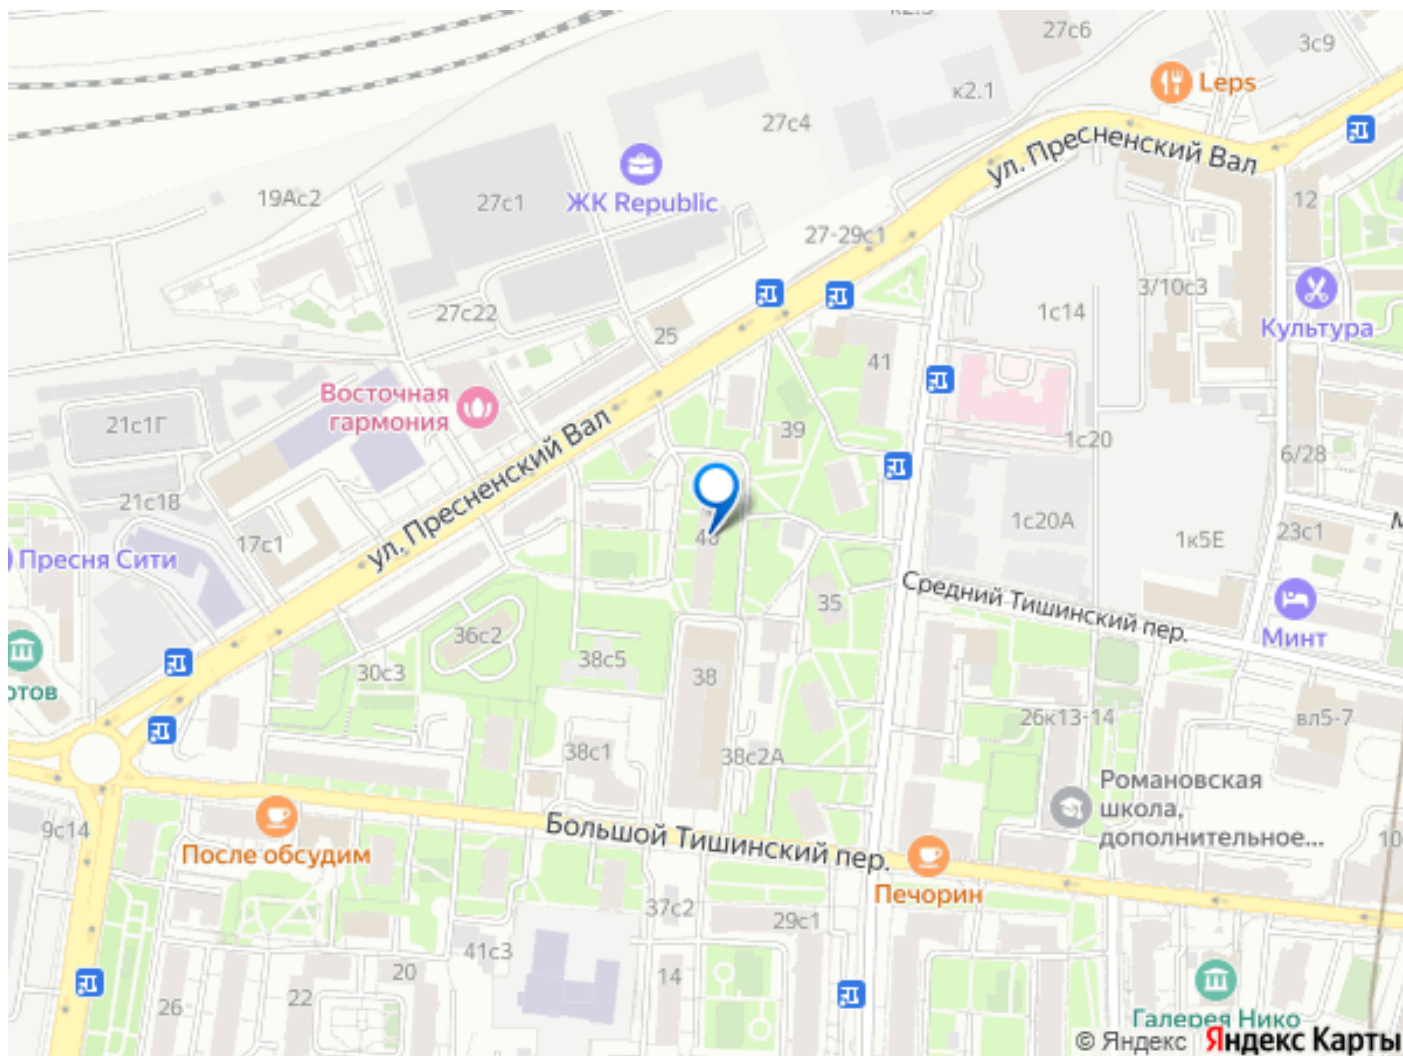 27с6
3с9
Leps
к2.1
27с4
ул. Пресненский Вал
19Ас2
27с1
ЖК Republic
12
27-29с1
3/10с3
27с22
1с14
25
Культура
41
Восточная
гармония
21с1Г
39
1с20
6/28
ул. Пресненский Вал
21с18
1с20А
23с1
17с1
1к5Е
Пресня Сити
Средний Тишинский пер.
35
Минт
36с2
38с5
30с3
38
26к13-14
вл5-7
38с1
38с2А
Романовская
школа,
дополнительное...
9с14
Большой Тишинский пер.
После обсудим
Печорин
37с2
29с1
41с3
20
14
22
26
Галерея Нико
© Яндекс Яндекс Карты